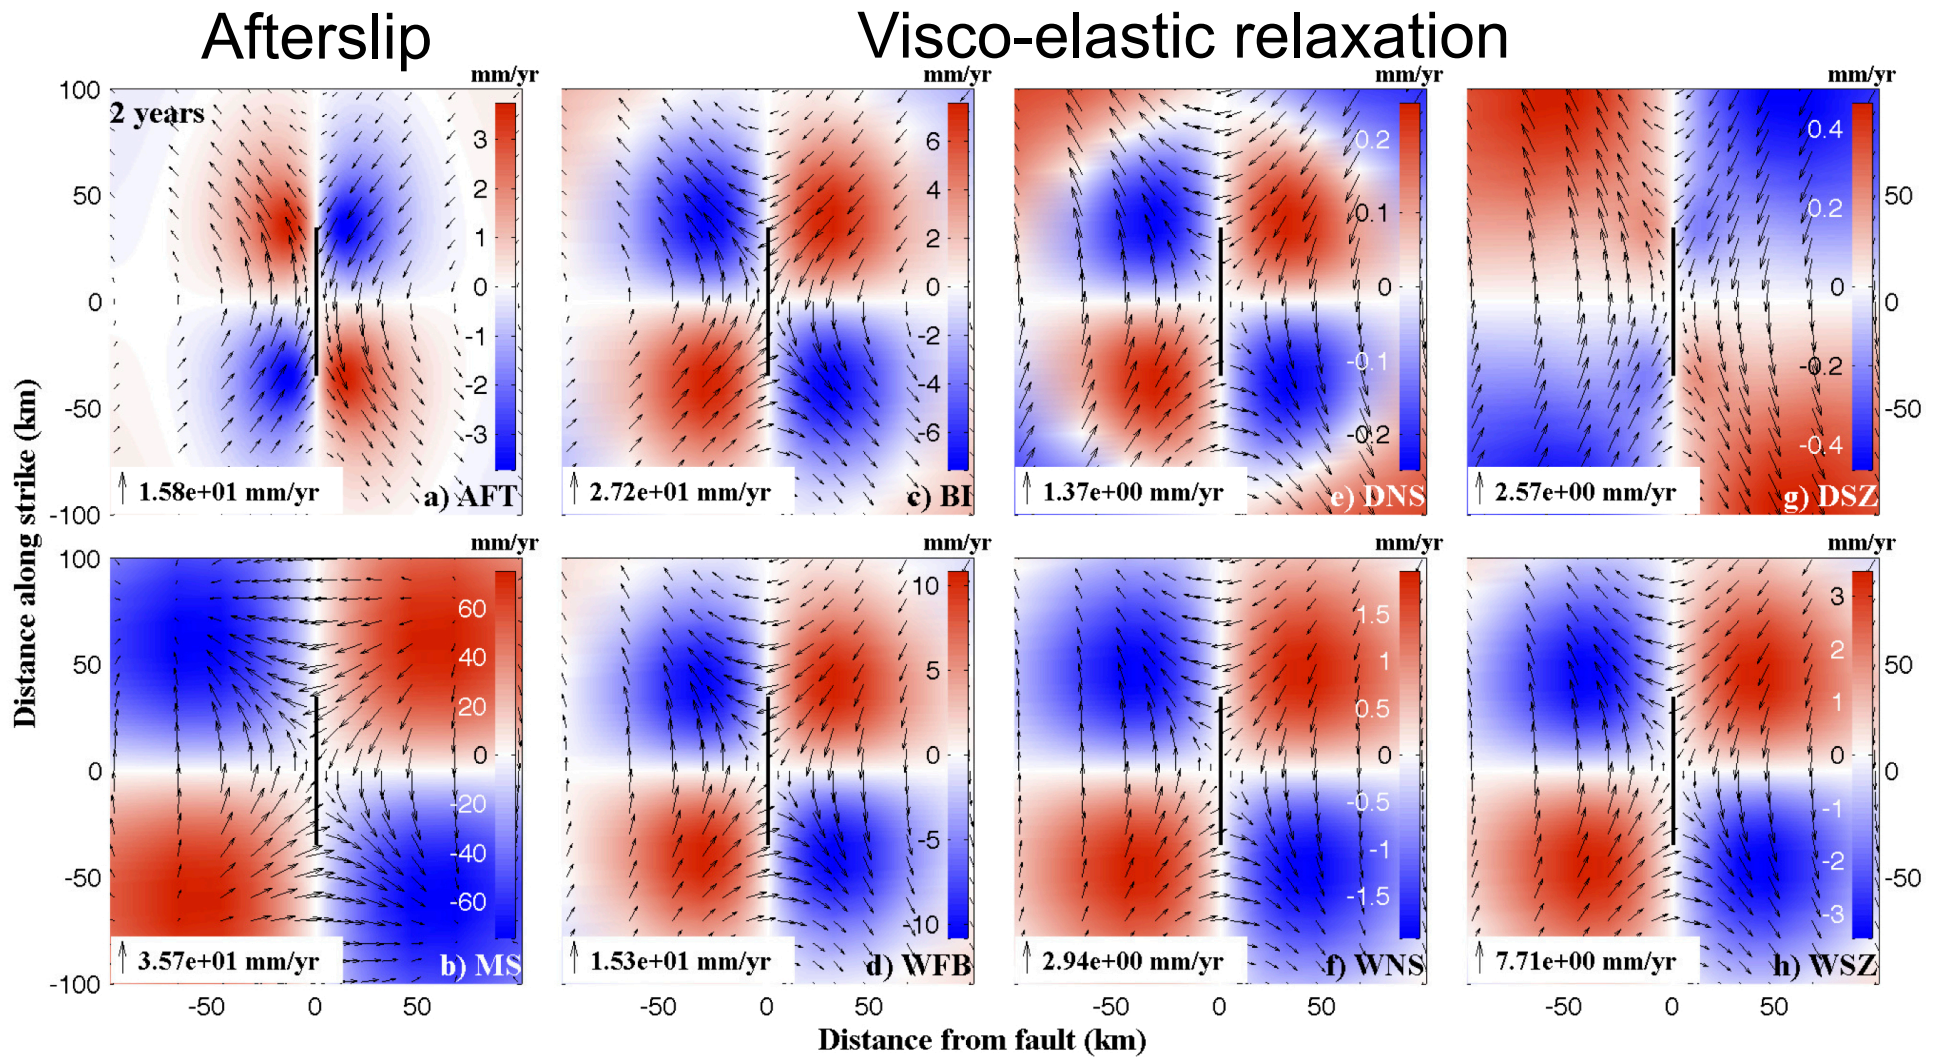 Afterslip
Visco-elastic relaxation
mm/yr mm/yr mm/yr mm/yr
2 years
100
50
0
-50
-100
3
2
1
0
-1
-2
-3
1.58e+01 mm/yr
a) AFT
6
4
2
0
-2
-4
-6
2.72e+01 mm/yr
c) BI
0.2
0.1
0
-0.1
-0.2
1.37e+00 mm/yr
e) DNS
0.4
0.2
0
-0.2
-0.4
2.57e+00 mm/yr
g) DSZ
50
0
-50
Distance along strike (km)
mm/yr mm/yr mm/yr mm/yr
100
50
0
-50
-100
60
40
20
0
-20
-40
-60
3.57e+01 mm/yr
b) MS
10
5
0
-5
-10
1.53e+01 mm/yr
d) WFB
1.5
1
0.5
0
-0.5
-1
-1.5
2.94e+00 mm/yr
f) WNS
3
2
1
0
-1
-2
-3
7.71e+00 mm/yr
h) WSZ
50
0
-50
-50 0 50 -50 0 50 -50 0 50 -50 0 50
Distance from fault (km)